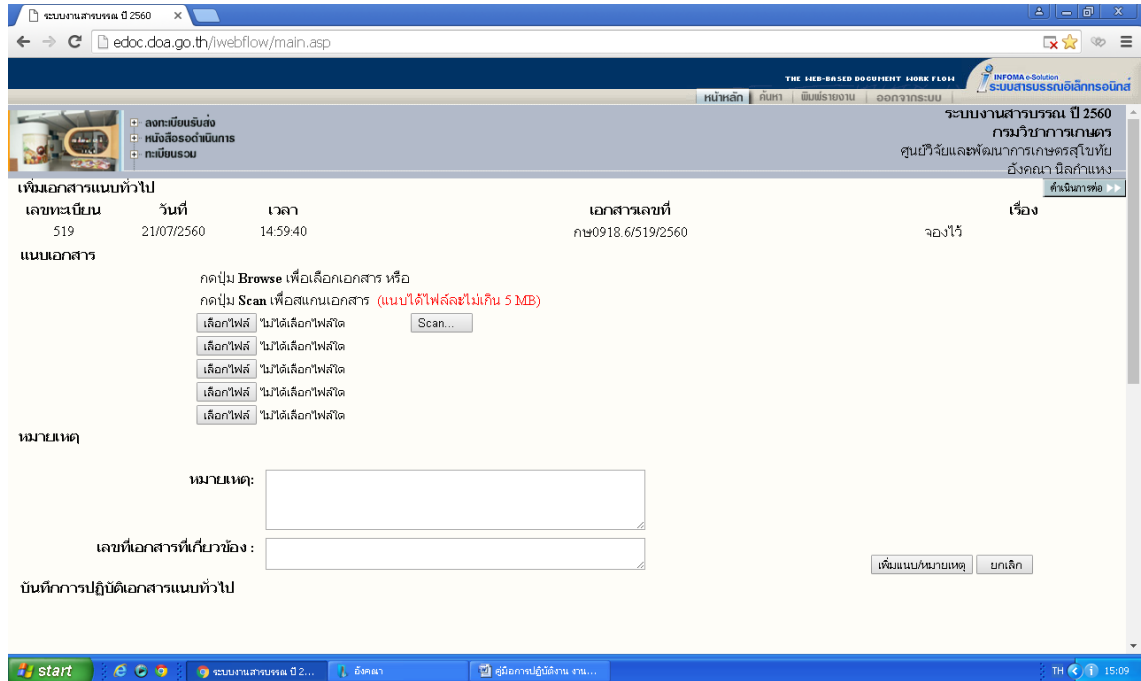 ระบบงานสารบรรณ ปี 2560
edoc.doa.go.th/iwebflow/main.asp
THE WEB-BASED DOCUMENT WORK FLOW
INFOMA e-Solution
ระบบสารบรรณอิเล็กทรอนิกส์
หน้าหลัก ค้นหา พิมพ์รายงาน ออกจากระบบ
ลงทะเบียนรับส่ง
หนังสือรอดำเนินการ
ทะเบียนรวม
ระบบงานสารบรรณ ปี 2560
กรมวิชาการเกษตร
ศูนย์วิจัยและพัฒนาการเกษตรสุโขทัย
อังคณา นิลกำแหง
เพิ่มเอกสารแนบทั่วไป
ดำเนินการต่อ
เลขทะเบียน วันที่ เวลา เอกสารเลขที่ เรื่อง
519 21/07/2560 14:59:40 กษ0918.6/519/2560 จองไว้
แนบเอกสาร
กดปุ่ม Browse เพื่อเลือกเอกสาร หรือ
กดปุ่ม Scan เพื่อสแกนเอกสาร (แนบได้ไฟล์ละไม่เกิน 5 MB)
เลือกไฟล์ ไม่ได้เลือกไฟล์ใด Scan...
เลือกไฟล์ ไม่ได้เลือกไฟล์ใด
เลือกไฟล์ ไม่ได้เลือกไฟล์ใด
เลือกไฟล์ ไม่ได้เลือกไฟล์ใด
เลือกไฟล์ ไม่ได้เลือกไฟล์ใด
หมายเหตุ
หมายเหตุ:
เลขที่เอกสารที่เกี่ยวข้อง :
เพิ่มแนบ/หมายเหตุ ยกเลิก
บันทึกการปฏิบัติเอกสารแนบทั่วไป
start ระบบงานสารบรรณ ปี 2... อังคณา คู่มือการปฏิบัติงาน งาน... TH 15:09